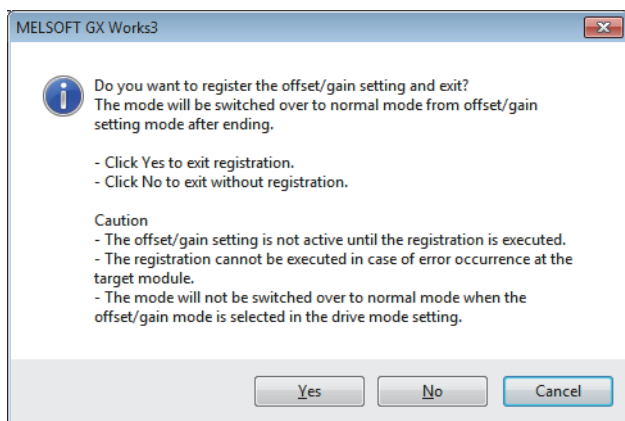 MELSOFT GX Works3
Do you want to register the offset/gain setting and exit?
The mode will be switched over to normal mode from offset/gain
setting mode after ending.
- Click Yes to exit registration.
- Click No to exit without registration.
Caution
- The offset/gain setting is not active until the registration is executed.
- The registration cannot be executed in case of error occurrence at the
target module.
- The mode will not be switched over to normal mode when the
offset/gain mode is selected in the drive mode setting.
Yes No Cancel